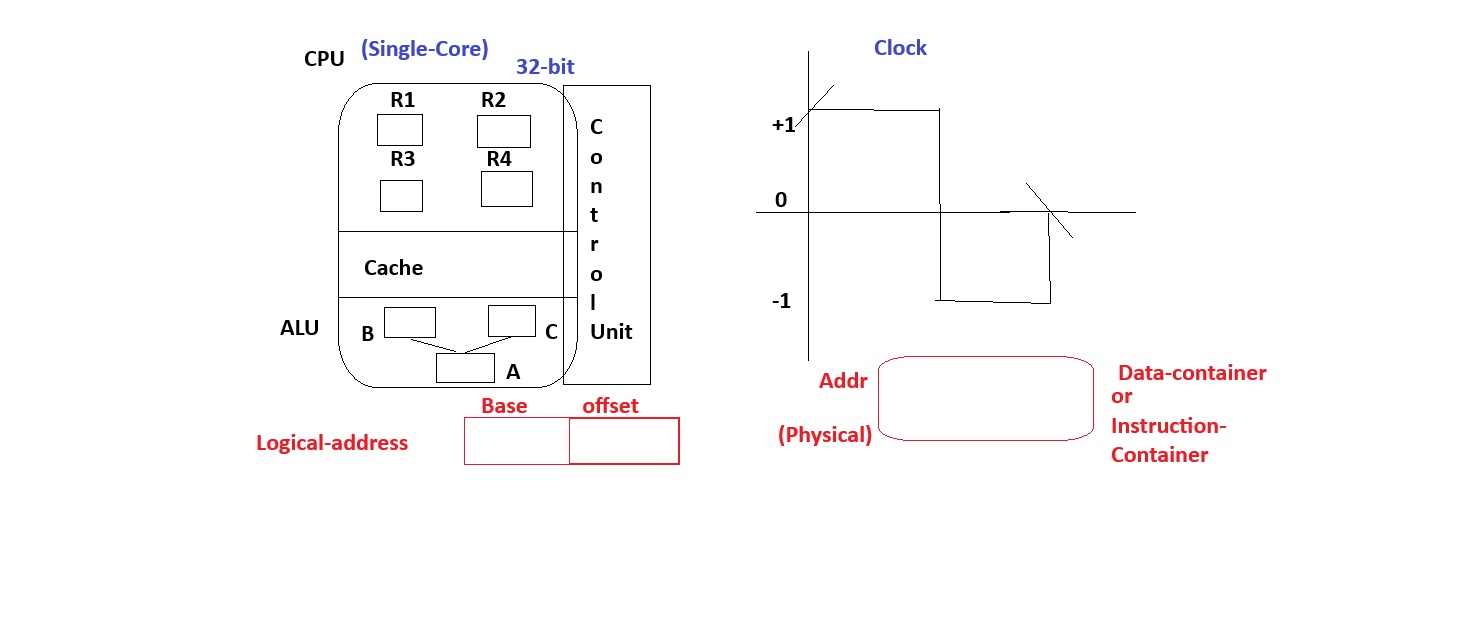 CPU
(Single-Core)
32-bit
R1
R2
R3
R4
Cache
ALU
B
C
A
C
o
n
t
r
o
l
Unit
Base
offset
Logical-address
Clock
+1
0
-1
Addr
(Physical)
Data-container
or
Instruction-
Container